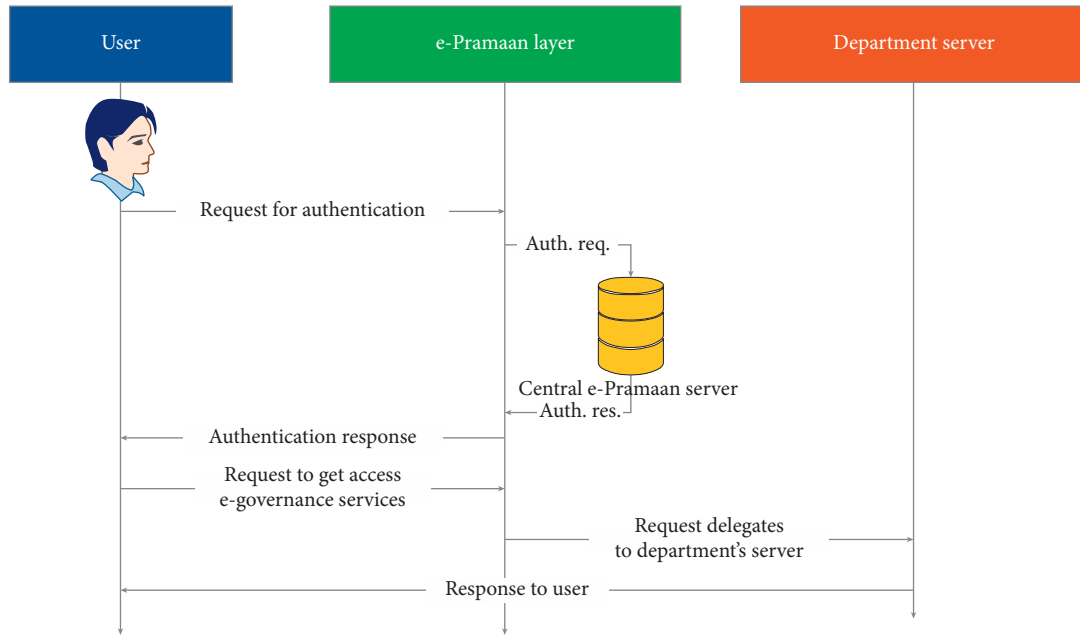 User
e-Pramaan layer
Department server
Request for authentication
Auth. req.
Central e-Pramaan server
Auth. res.
Authentication response
Request to get access
e-governance services
Request delegates
to department's server
Response to user